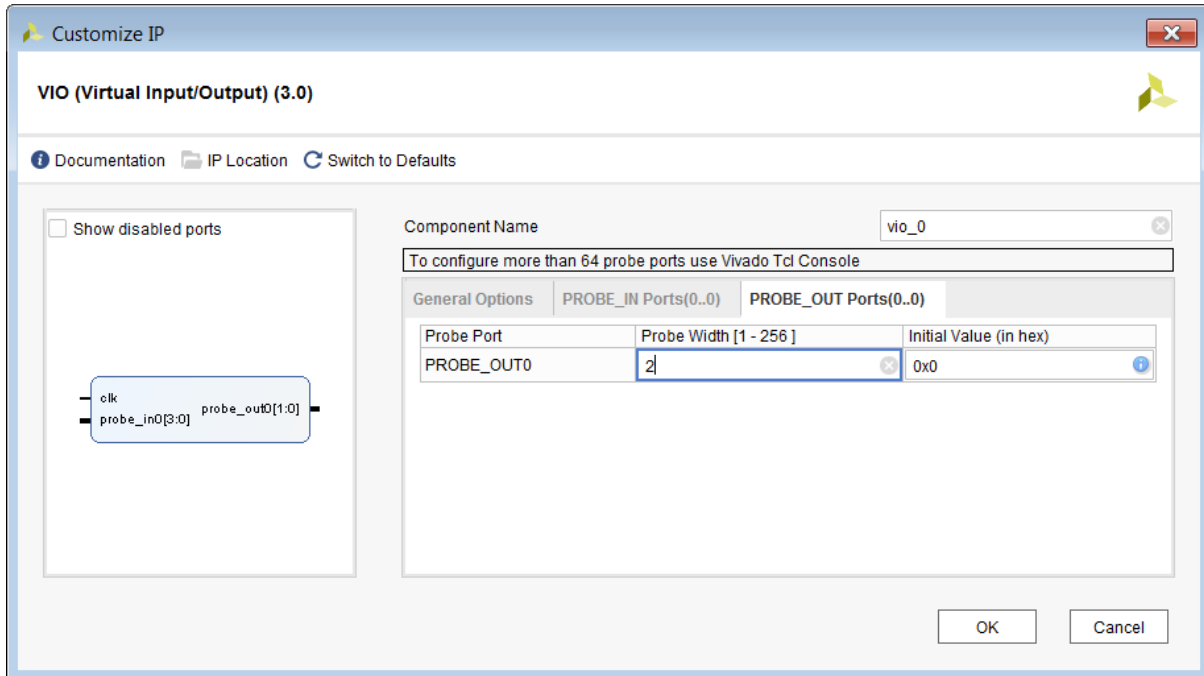 Customize IP
VIO (Virtual Input/Output) (3.0)
Documentation IP Location Switch to Defaults
Show disabled ports
Component Name vio_0
To configure more than 64 probe ports use Vivado Tcl Console
General Options PROBE_IN Ports(0..0) PROBE_OUT Ports(0..0)
Probe Port Probe Width [1 - 256 ] Initial Value (in hex)
PROBE_OUT0 2 0x0
clk
probe_in0[3:0] probe_out0[1:0]
OK Cancel